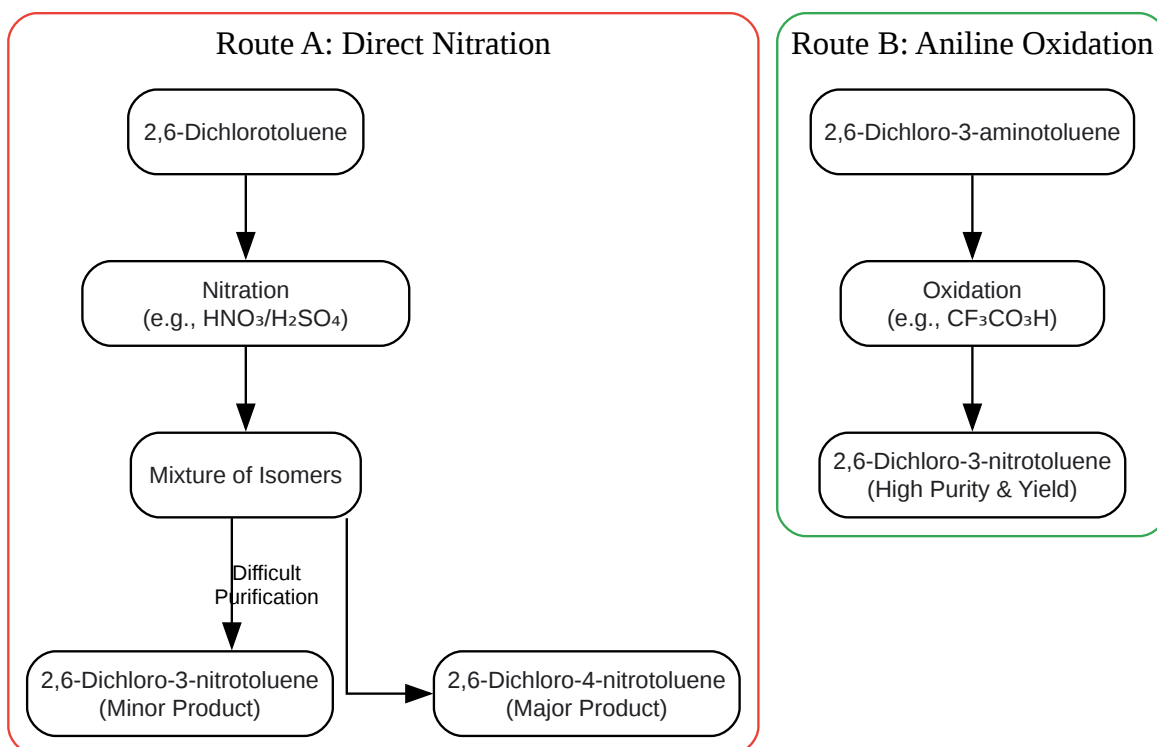 Route A: Direct Nitration
2,6-Dichlorotoluene
Nitration
(e.g., HNO₃/H₂SO₄)
Mixture of Isomers
Difficult
Purification
2,6-Dichloro-3-nitrotoluene
(Minor Product)
2,6-Dichloro-4-nitrotoluene
(Major Product)
Route B: Aniline Oxidation
2,6-Dichloro-3-aminotoluene
Oxidation
(e.g., CF₃CO₃H)
2,6-Dichloro-3-nitrotoluene
(High Purity & Yield)